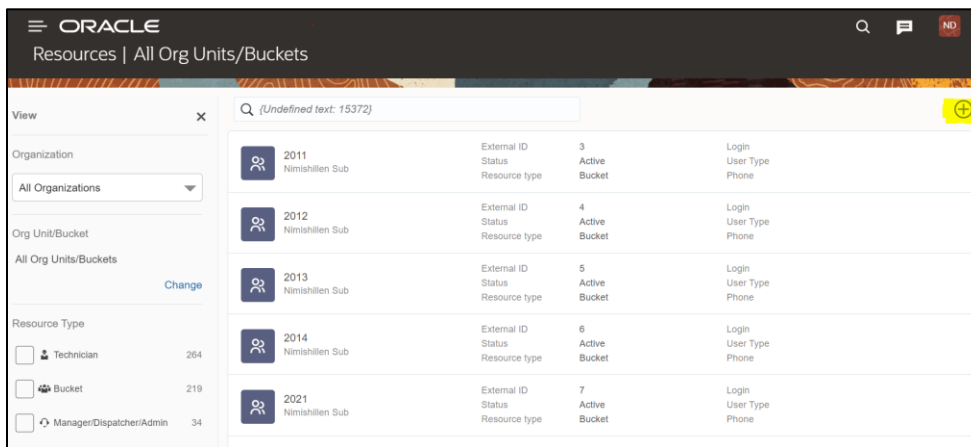 ORACLE
ND
Resources | All Org Units/Buckets
View
{Undefined text: 15372}
Organization
All Organizations
Org Unit/Bucket
All Org Units/Buckets
Change
Resource Type
Technician 264
Bucket 219
Manager/Dispatcher/Admin 34
2011
Nimishillen Sub
External ID 3 Login
Status Active User Type
Resource type Bucket Phone
2012
Nimishillen Sub
External ID 4 Login
Status Active User Type
Resource type Bucket Phone
2013
Nimishillen Sub
External ID 5 Login
Status Active User Type
Resource type Bucket Phone
2014
Nimishillen Sub
External ID 6 Login
Status Active User Type
Resource type Bucket Phone
2021
Nimishillen Sub
External ID 7 Login
Status Active User Type
Resource type Bucket Phone